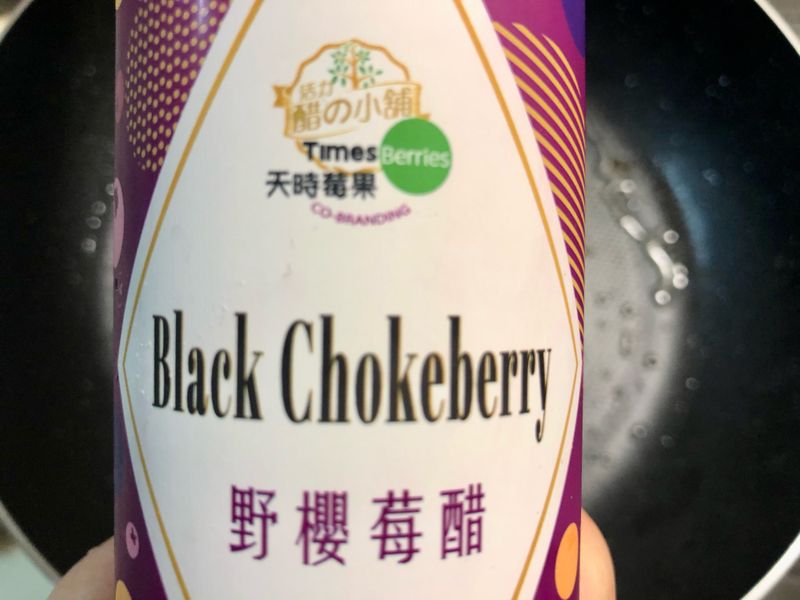 活力
醋の小舖
Times Berries
天時莓果
CO-BRANDING
Black Chokeberry
野櫻莓醋